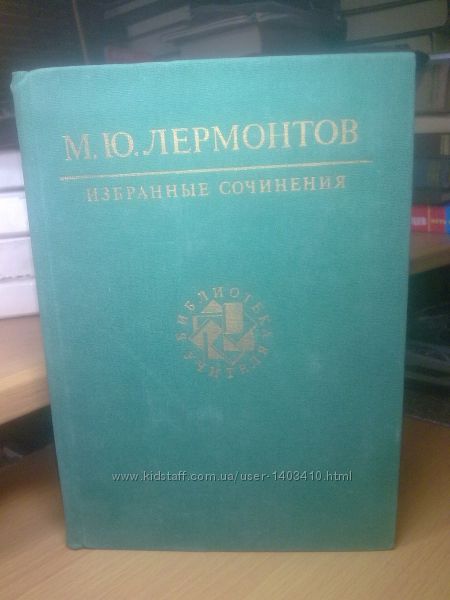 М. Ю. ЛЕРМОНТОВ
ИЗБРАННЫЕ СОЧИНЕНИЯ
БИБЛИОТЕКА
УЧИТЕЛЯ
www.kidstaff.com.ua/user-1403410.html